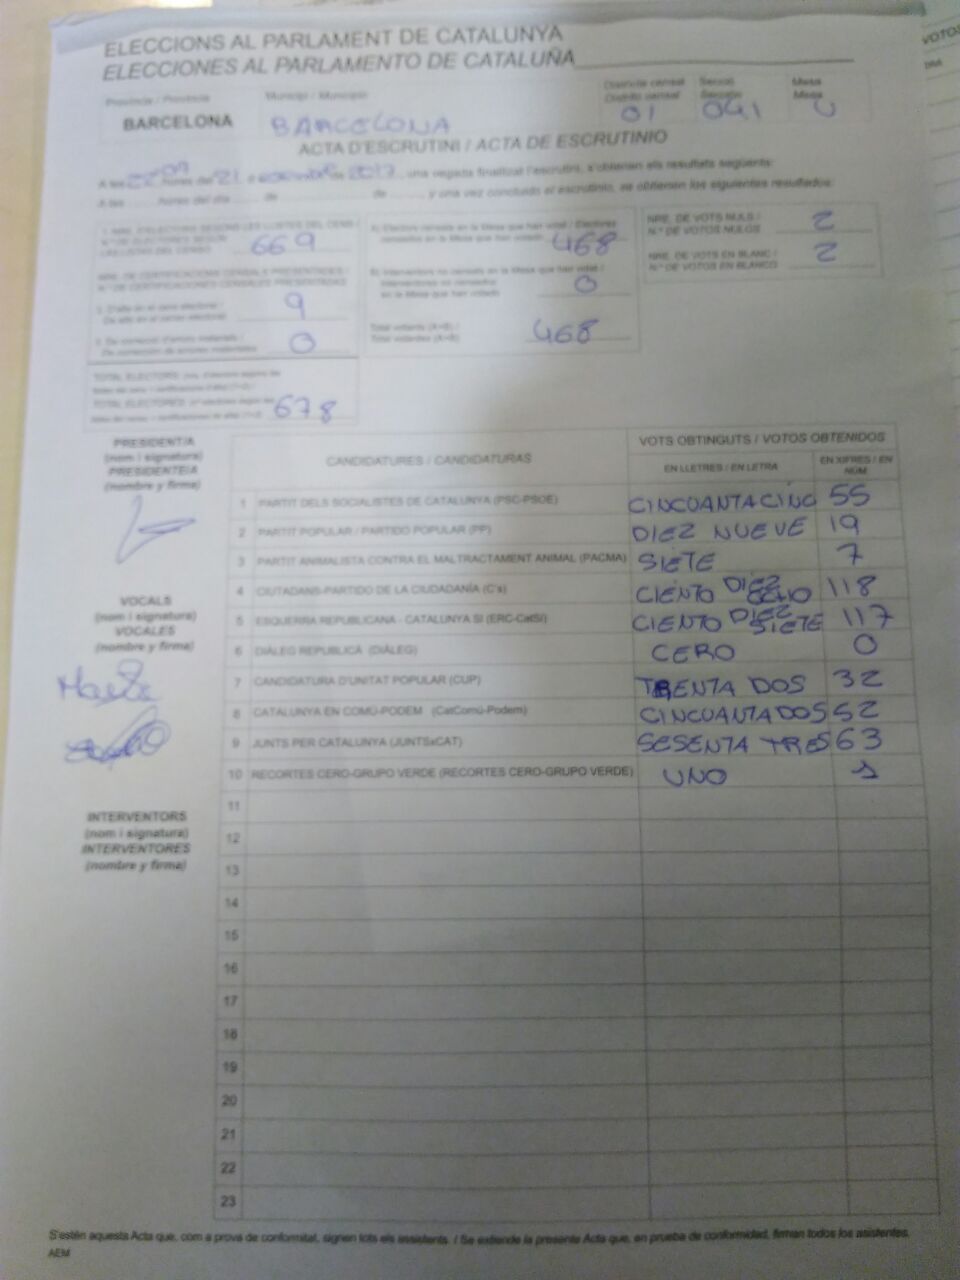 ELECCIONS AL PARLAMENT DE CATALUNYA
ELECCIONES AL PARLAMENTO DE CATALUÑA
Província / Provincia
Municipi / Municipio
Districte censal
Distrito censal
Secció
Sección
Mesa
Mesa
BARCELONA
BARCELONA
01
041
U
ACTA D'ESCRUTINI / ACTA DE ESCRUTINIO
A les 22:09 hores del 21 de de 2017, una vegada finalitzat l'escrutini, s'obtenen els resultats següents:
A las ........ horas del día ........ de ................ de ........, y una vez concluido el escrutinio, se obtienen los siguientes resultados:
1. NRE. D'ELECTORS SEGONS LES LLISTES DEL CENS /
N.º DE ELECTORES SEGÚN
LAS LISTAS DEL CENSO
669
NRE. DE CERTIFICACIONS CENSALS PRESENTADES /
N.º DE CERTIFICACIONES CENSALES PRESENTADAS
2. D'alta en el cens electoral /
De alta en el censo electoral
9
3. De correcció d'errors materials /
De corrección de errores materiales
0
TOTAL ELECTORS
TOTAL ELECTORES
678
A) Electors censats en la Mesa que han votat / Electores
censados en la Mesa que han votado
468
B) Interventors no censats en la Mesa que han votat /
Interventores no censados
en la Mesa que han votado
0
Total votants (A+B) /
Total votantes (A+B)
468
NRE. DE VOTS NULS /
N.º DE VOTOS NULOS
2
NRE. DE VOTS EN BLANC /
N.º DE VOTOS EN BLANCO
2
PRESIDENT/A
(nom i signatura)
PRESIDENTE/A
(nombre y firma)
VOCALS
(nom i signatura)
VOCALES
(nombre y firma)
INTERVENTORS
(nom i signatura)
INTERVENTORES
(nombre y firma)
CANDIDATURES / CANDIDATURAS
VOTS OBTINGUTS / VOTOS OBTENIDOS
EN LLETRES / EN LETRA
EN XIFRES / EN NÚM
1 PARTIT DELS SOCIALISTES DE CATALUNYA (PSC-PSOE) CINCUANTACINO 55
2 PARTIT POPULAR / PARTIDO POPULAR (PP) DIEZ NUEVE 19
3 PARTIT ANIMALISTA CONTRA EL MALTRACTAMENT ANIMAL (PACMA) SIETE 7
4 CIUTADANS-PARTIDO DE LA CIUDADANÍA (C's) CIENTO DIEZ OCHO 118
5 ESQUERRA REPUBLICANA - CATALUNYA SÍ (ERC-CatSí) CIENTO DIEZ SIETE 117
6 DIÀLEG REPUBLICÀ (DIÀLEG) CERO 0
7 CANDIDATURA D'UNITAT POPULAR (CUP) TRENTA DOS 32
8 CATALUNYA EN COMÚ-PODEM (CatComú-Podem) CINCUANTADOS 52
9 JUNTS PER CATALUNYA (JUNTSxCAT) SESENTA TRES 63
10 RECORTES CERO-GRUPO VERDE (RECORTES CERO-GRUPO VERDE) UNO 1
11
12
13
14
15
16
17
18
19
20
21
22
23
S'estén aquesta Acta que, com a prova de conformitat, signen tots els assistents. / Se extiende la presente Acta que, en prueba de conformidad, firman todos los asistentes.
AEM